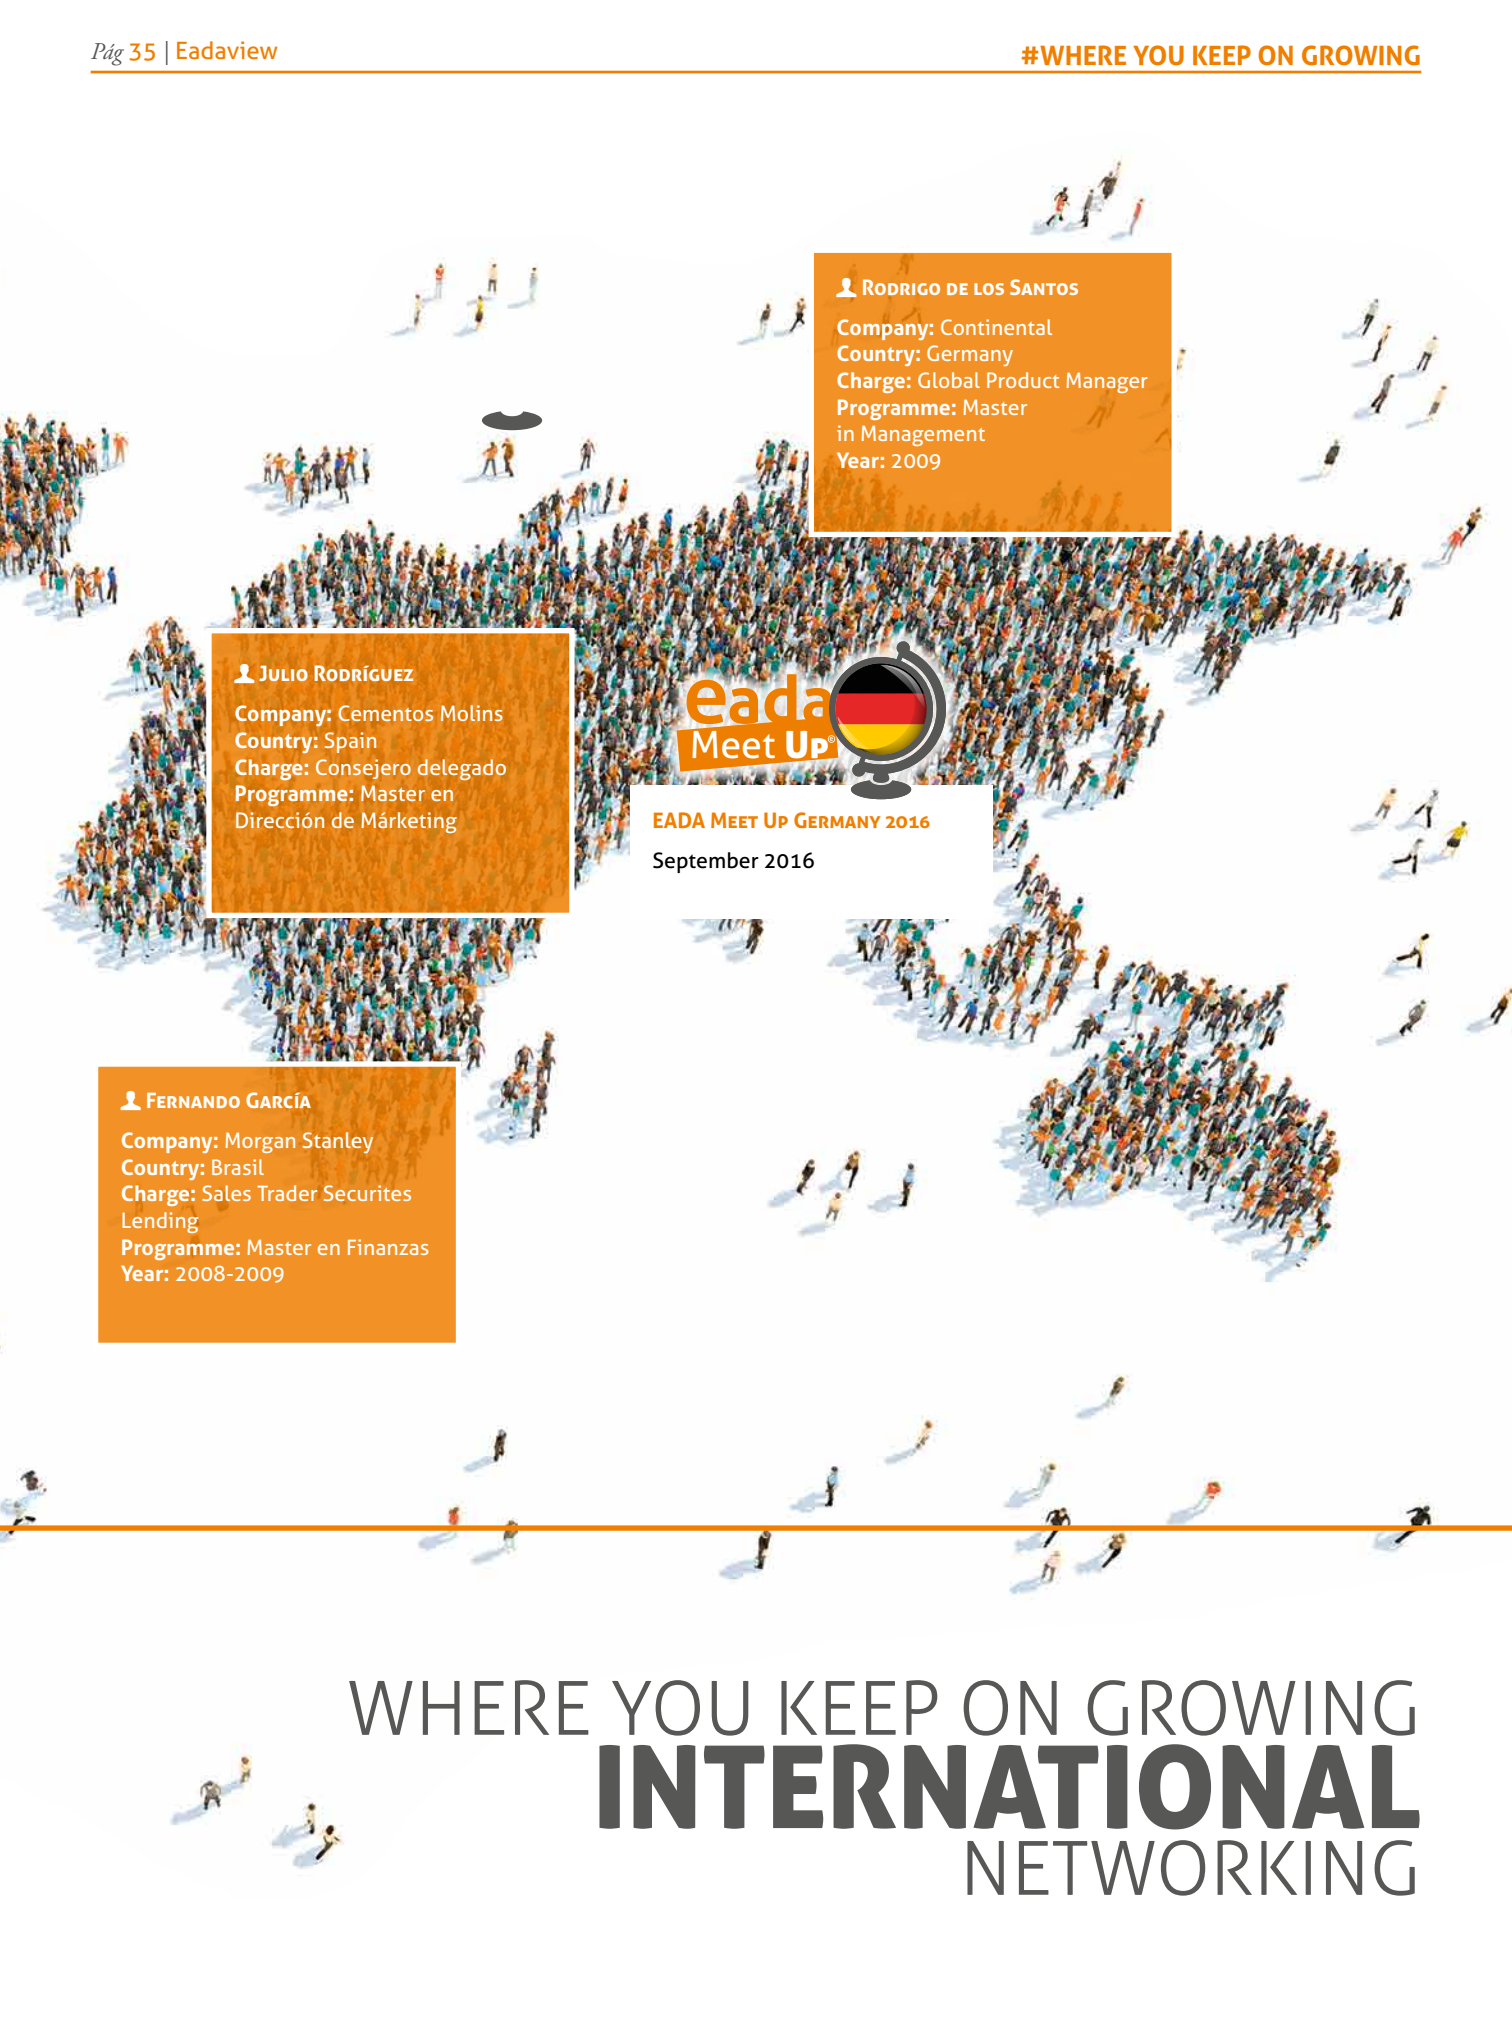 Pág 35 | Eadaview
#WHERE YOU KEEP ON GROWING
Rodrigo de los Santos
Company: Continental
Country: Germany
Charge: Global Product Manager
Programme: Master
in Management
Year: 2009
Julio Rodríguez
Company: Cementos Molins
Country: Spain
Charge: Consejero delegado
Programme: Master en
Dirección de Márketing
eada
Meet Up®
EADA Meet Up Germany 2016
September 2016
Fernando García
Company: Morgan Stanley
Country: Brasil
Charge: Sales Trader Securites
Lending
Programme: Master en Finanzas
Year: 2008-2009
WHERE YOU KEEP ON GROWING
INTERNATIONAL
NETWORKING